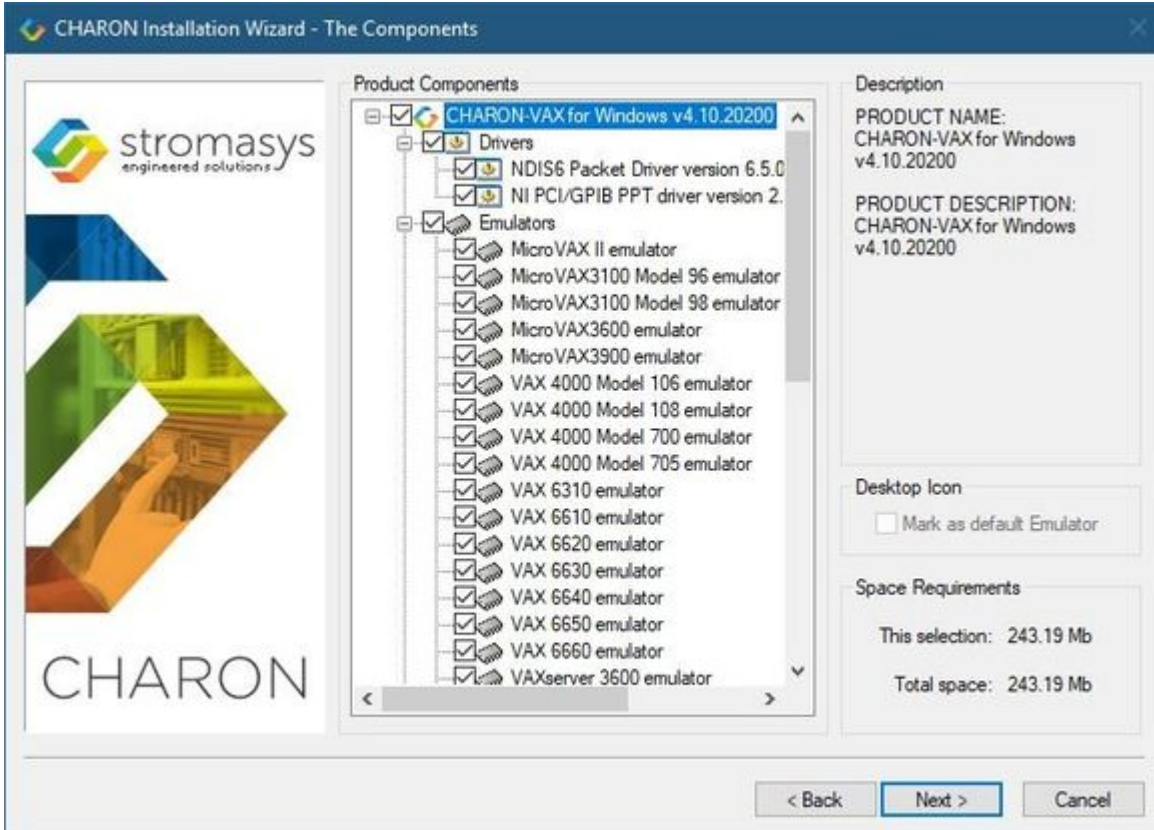 CHARON Installation Wizard - The Components
stromasys
engineered solutions
CHARON
Product Components
CHARON-VAX for Windows v4.10.20200
Drivers
NDIS6 Packet Driver version 6.5.0
NI PCI/GPIB PPT driver version 2.
Emulators
MicroVAX II emulator
MicroVAX3100 Model 96 emulator
MicroVAX3100 Model 98 emulator
MicroVAX3600 emulator
MicroVAX3900 emulator
VAX 4000 Model 106 emulator
VAX 4000 Model 108 emulator
VAX 4000 Model 700 emulator
VAX 4000 Model 705 emulator
VAX 6310 emulator
VAX 6610 emulator
VAX 6620 emulator
VAX 6630 emulator
VAX 6640 emulator
VAX 6650 emulator
VAX 6660 emulator
VAXserver 3600 emulator
Description
PRODUCT NAME:
CHARON-VAX for Windows
v4.10.20200
PRODUCT DESCRIPTION:
CHARON-VAX for Windows
v4.10.20200
Desktop Icon
Mark as default Emulator
Space Requirements
This selection: 243.19 Mb
Total space: 243.19 Mb
< Back
Next >
Cancel